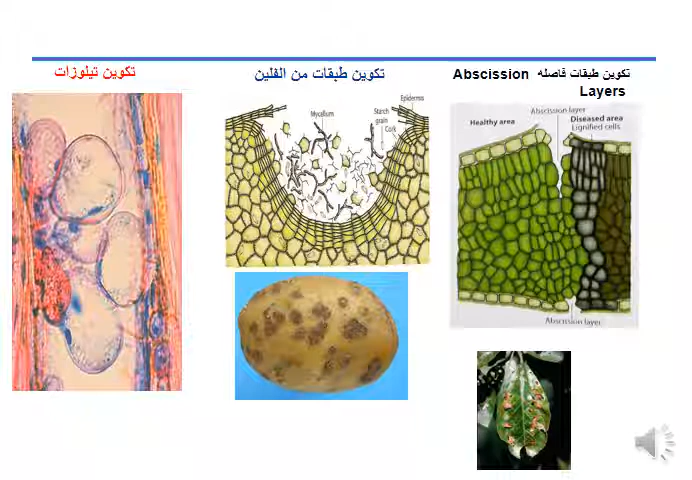 تكوين طبقات فاصله Abscission
Layers
تكوين طبقات من الفلين
تكوين تيلوزات
Epidermis
Mycelium
Starch
grain
Cork
Abscission layer
Healthy area
Diseased area
Lignified cells
Abscission layer